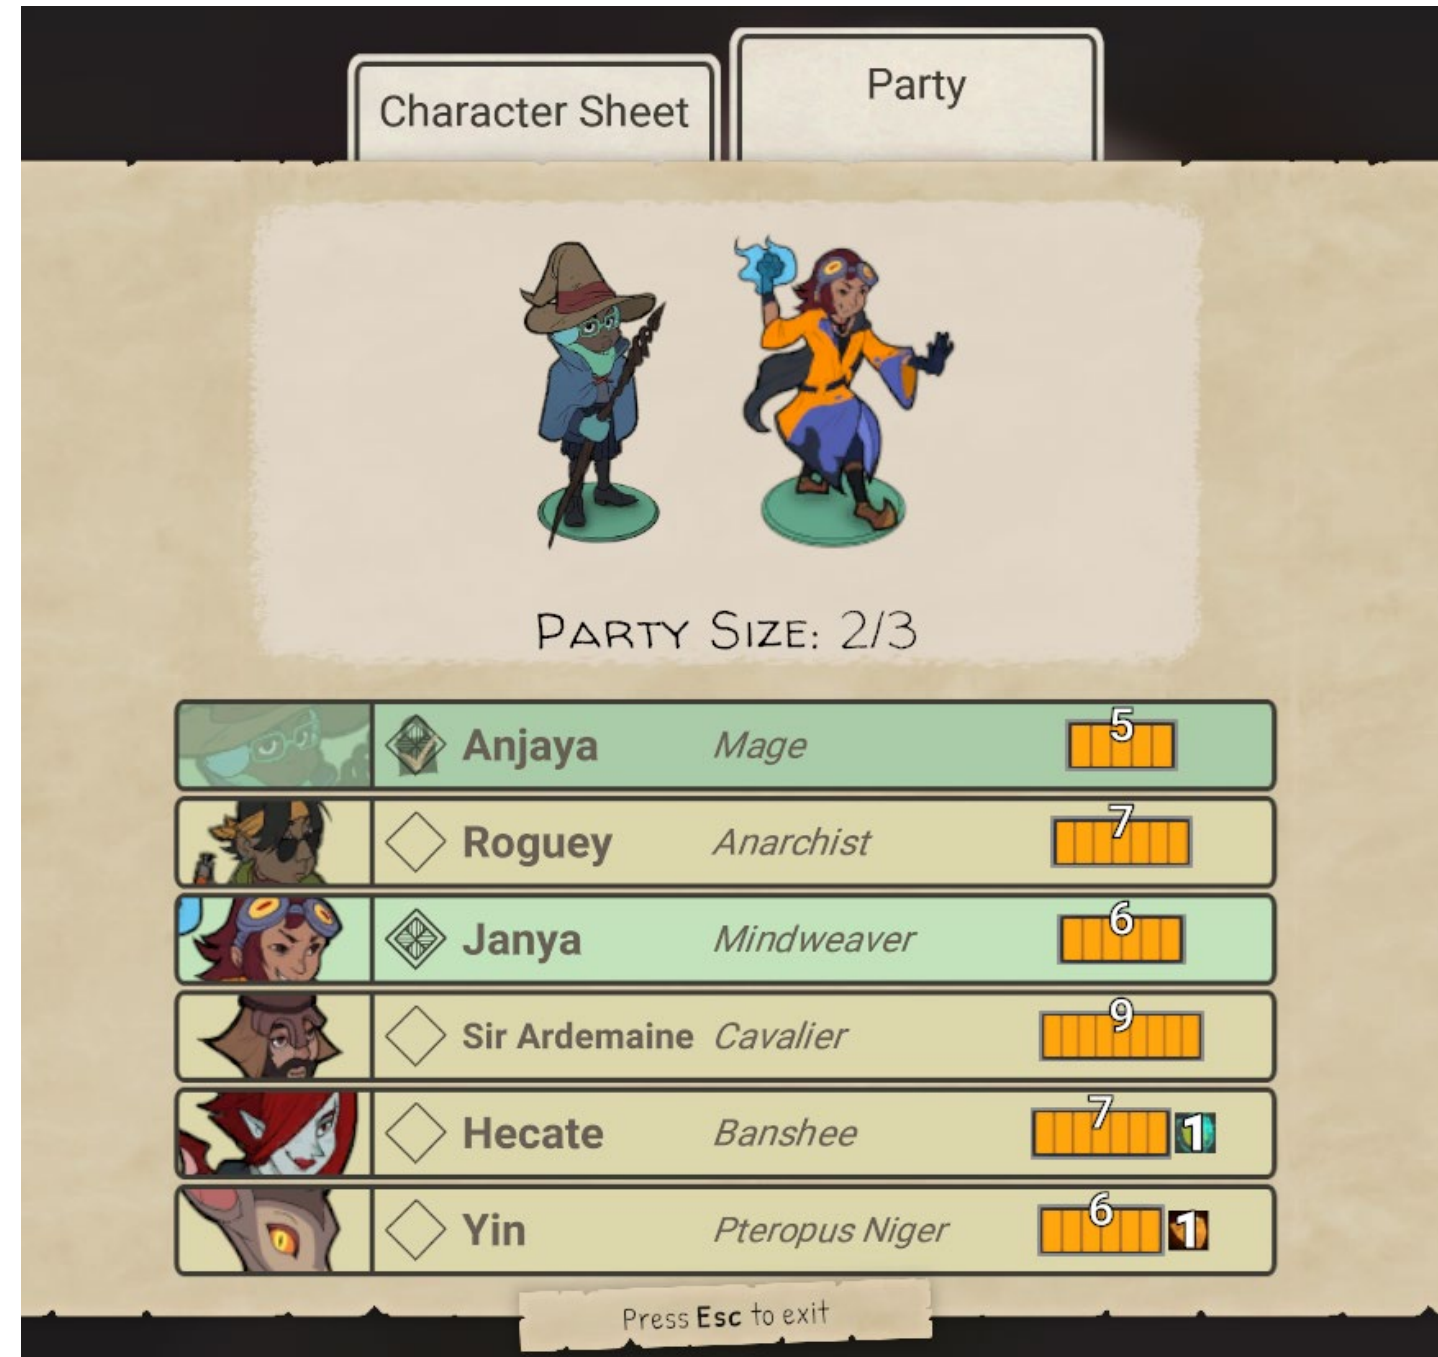 Character Sheet
Party
PARTY SIZE: 2/3
Anjaya Mage 5
Roguey Anarchist 7
Janya Mindweaver 6
Sir Ardemaine Cavalier 9
Hecate Banshee 7 1
Yin Pteropus Niger 6 1
Press Esc to exit